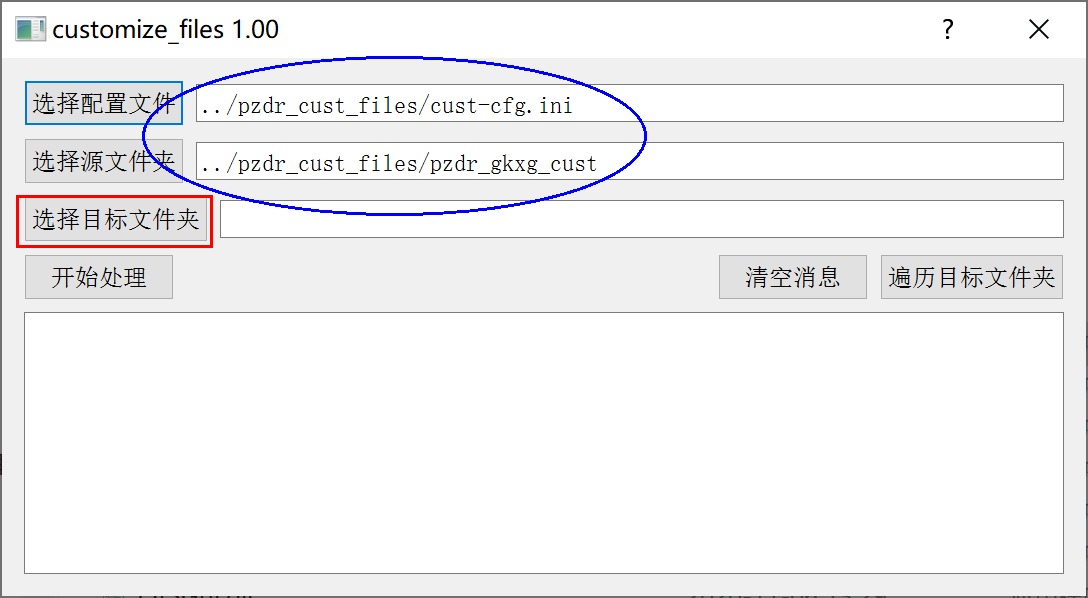 customize_files 1.00
?
选择配置文件 ../pzdr_cust_files/cust-cfg.ini
选择源文件夹 ../pzdr_cust_files/pzdr_gkxg_cust
选择目标文件夹
开始处理 清空消息 遍历目标文件夹